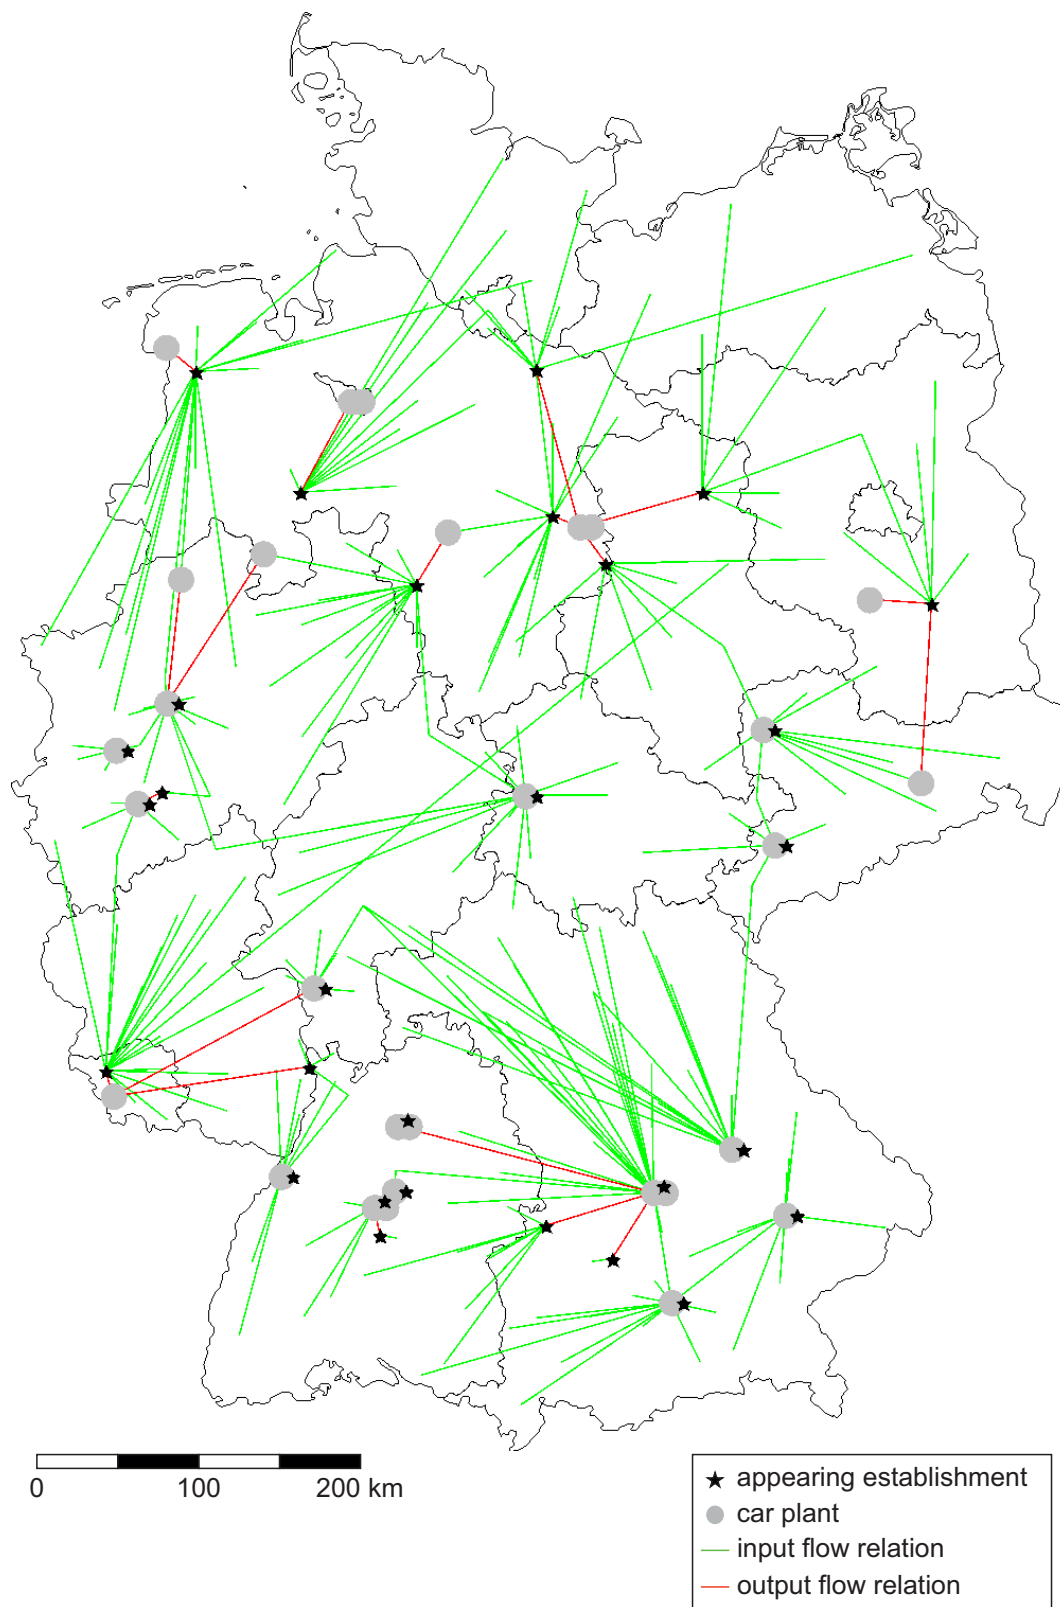 0 100 200 km
appearing establishment
car plant
input flow relation
output flow relation